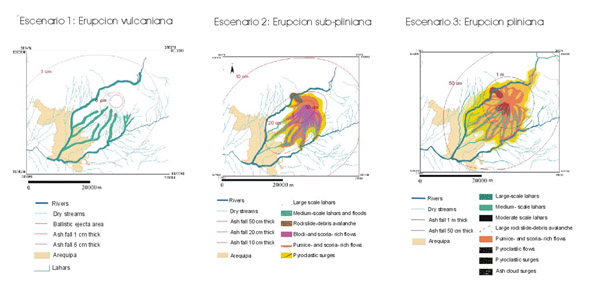 Escenario 1: Erupcion vulcaniana
Escenario 2: Erupcion sub-pliniana
Escenario 3: Erupcion pliniana
1 cm
10 cm
20 cm
50 cm
1 m
0 20000 m
0 20000 m
0 20000 m
Rivers
Dry streams
Ballistic ejecta area
Ash fall 1 cm thick
Ash fall 6 cm thick
Arequipa
Lahars
Rivers
Dry streams
Ash fall 50 cm thick
Ash fall 20 cm thick
Ash fall 10 cm thick
Arequipa
Large-scale lahars
Medium-scale lahars and floods
Rockslide-debris avalanche
Block-and scoria-rich flows
Pumice- and scoria-rich flows
Pyroclastic surges
Rivers
Dry streams
Ash fall 1 m thick
Ash fall 50 cm thick
Arequipa
Large-scale lahars
Medium- scale lahars
Moderate scale lahars
Large rockslide-debris avalanche
Pumice- and scoria-rich flows
Pyroclastic flows
Pyroclastic surges
Ash cloud surges